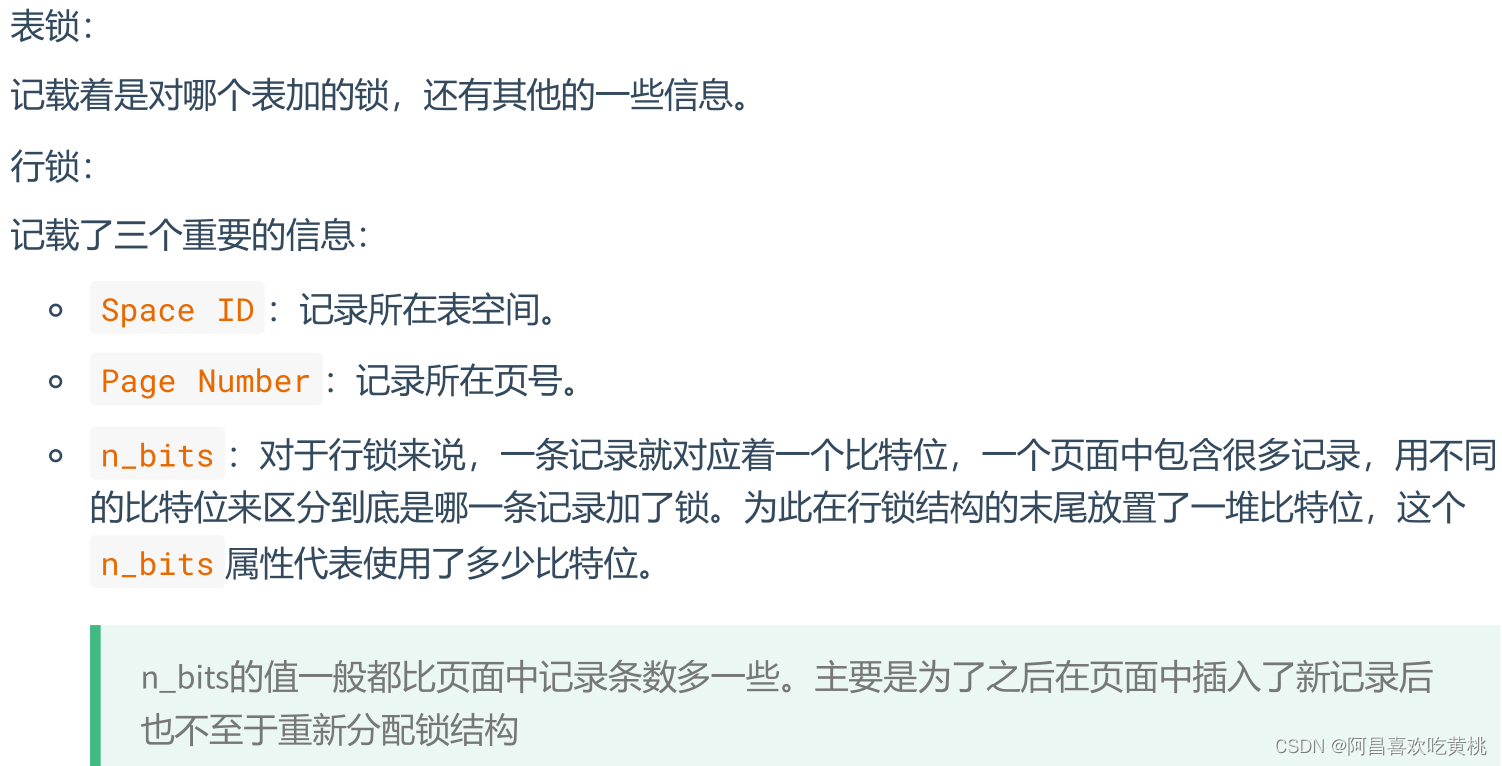 表锁：
记载着是对哪个表加的锁，还有其他的一些信息。
行锁：
记载了三个重要的信息：
Space ID：记录所在表空间。
Page Number：记录所在页号。
n_bits：对于行锁来说，一条记录就对应着一个比特位，一个页面中包含很多记录，用不同
的比特位来区分到底是哪一条记录加了锁。为此在行锁结构的末尾放置了一堆比特位，这个
n_bits属性代表使用了多少比特位。
n_bits的值一般都比页面中记录条数多一些。主要是为了之后在页面中插入了新记录后
也不至于重新分配锁结构
CSDN @阿昌喜欢吃黄桃